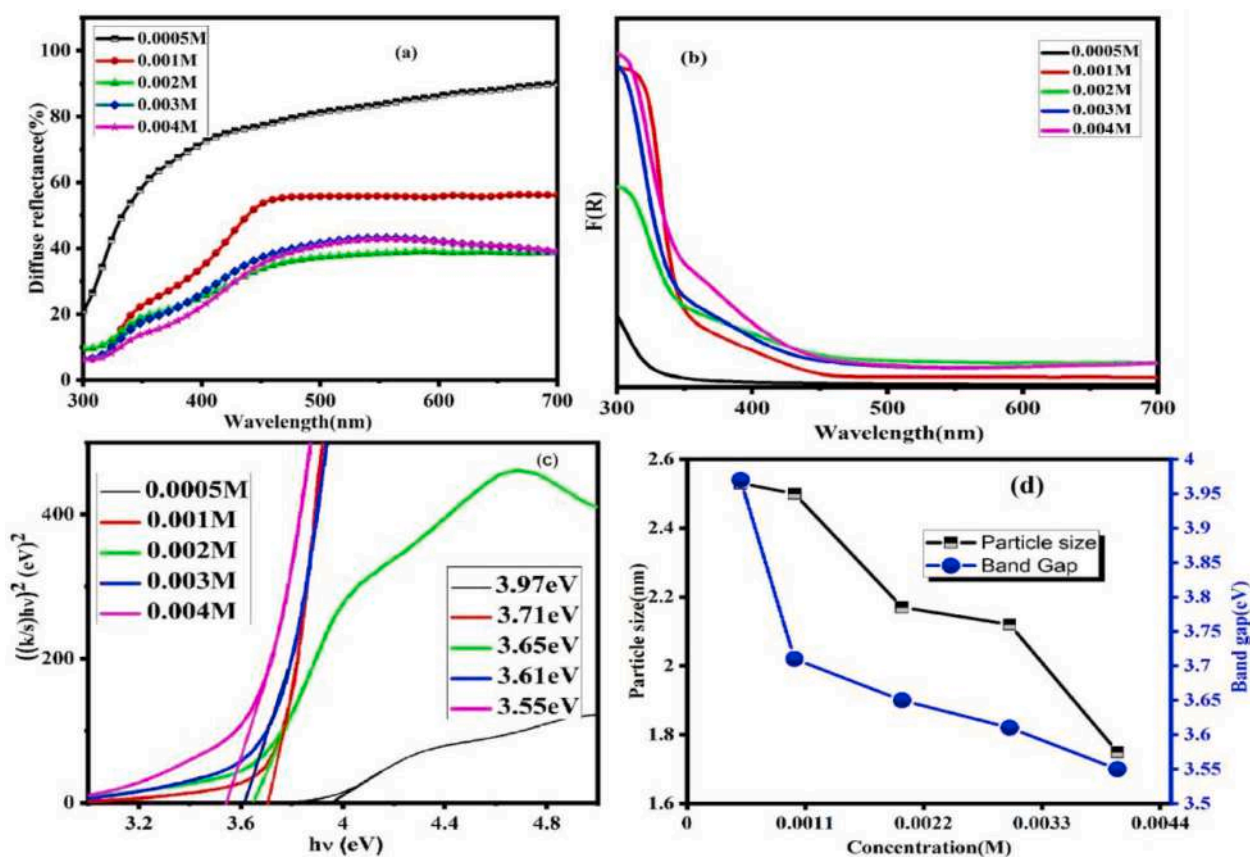 0.0005M
0.001M
0.002M
0.003M
0.004M
(a)
100
80
60
40
20
0
Diffuse reflectance(%)
300 400 500 600 700
Wavelength(nm)
(b)
0.0005M
0.001M
0.002M
0.003M
0.004M
F(R)
300 400 500 600 700
Wavelength(nm)
(c)
0.0005M
0.001M
0.002M
0.003M
0.004M
3.97eV
3.71eV
3.65eV
3.61eV
3.55eV
400
200
0
((k/s)hν)² (eV)²
3.2 3.6 4 4.4 4.8
hν (eV)
(d)
Particle size
Band Gap
2.6
2.4
2.2
2
1.8
1.6
Particle size(nm)
4
3.95
3.9
3.85
3.8
3.75
3.7
3.65
3.6
3.55
3.5
Band gap(eV)
0 0.0011 0.0022 0.0033 0.0044
Concentration(M)